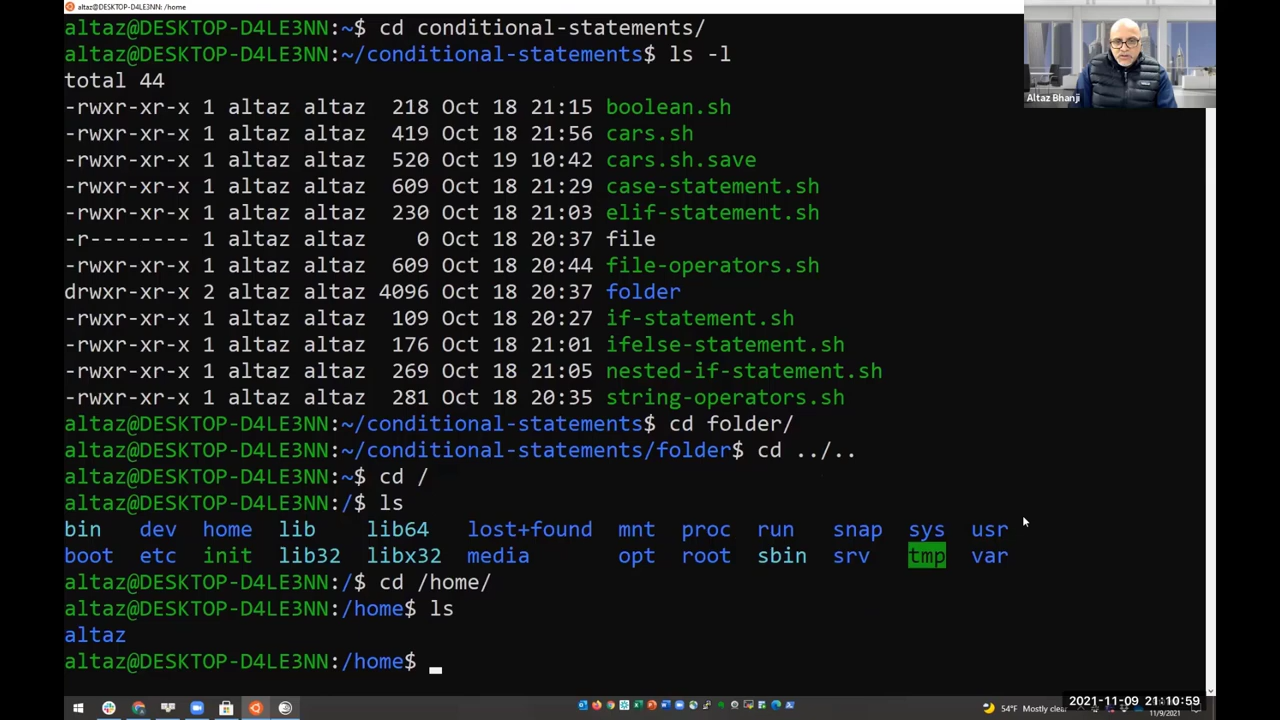 altaz@DESKTOP-D4LE3NN: /home
altaz@DESKTOP-D4LE3NN:~$ cd conditional-statements/
altaz@DESKTOP-D4LE3NN:~/conditional-statements$ ls -l
total 44
-rwxr-xr-x 1 altaz altaz  218 Oct 18 21:15 boolean.sh
-rwxr-xr-x 1 altaz altaz  419 Oct 18 21:56 cars.sh
-rwxr-xr-x 1 altaz altaz  520 Oct 19 10:42 cars.sh.save
-rwxr-xr-x 1 altaz altaz  609 Oct 18 21:29 case-statement.sh
-rwxr-xr-x 1 altaz altaz  230 Oct 18 21:03 elif-statement.sh
-r-------- 1 altaz altaz    0 Oct 18 20:37 file
-rwxr-xr-x 1 altaz altaz  609 Oct 18 20:44 file-operators.sh
drwxr-xr-x 2 altaz altaz 4096 Oct 18 20:37 folder
-rwxr-xr-x 1 altaz altaz  109 Oct 18 20:27 if-statement.sh
-rwxr-xr-x 1 altaz altaz  176 Oct 18 21:01 ifelse-statement.sh
-rwxr-xr-x 1 altaz altaz  269 Oct 18 21:05 nested-if-statement.sh
-rwxr-xr-x 1 altaz altaz  281 Oct 18 20:35 string-operators.sh
altaz@DESKTOP-D4LE3NN:~/conditional-statements$ cd folder/
altaz@DESKTOP-D4LE3NN:~/conditional-statements/folder$ cd ../..
altaz@DESKTOP-D4LE3NN:~$ cd /
altaz@DESKTOP-D4LE3NN:/$ ls
bin dev home lib lib64 lost+found mnt proc run snap sys usr
boot etc init lib32 libx32 media opt root sbin srv tmp var
altaz@DESKTOP-D4LE3NN:/$ cd /home/
altaz@DESKTOP-D4LE3NN:/home$ ls
altaz
altaz@DESKTOP-D4LE3NN:/home$
Altaz Bhanji
54°F Mostly clear
2021-11-09 21:10:59
11/9/2021